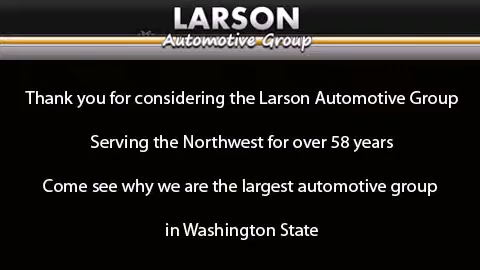 LARSON
Automotive Group
Thank you for considering the Larson Automotive Group
Serving the Northwest for over 58 years
Come see why we are the largest automotive group
in Washington State